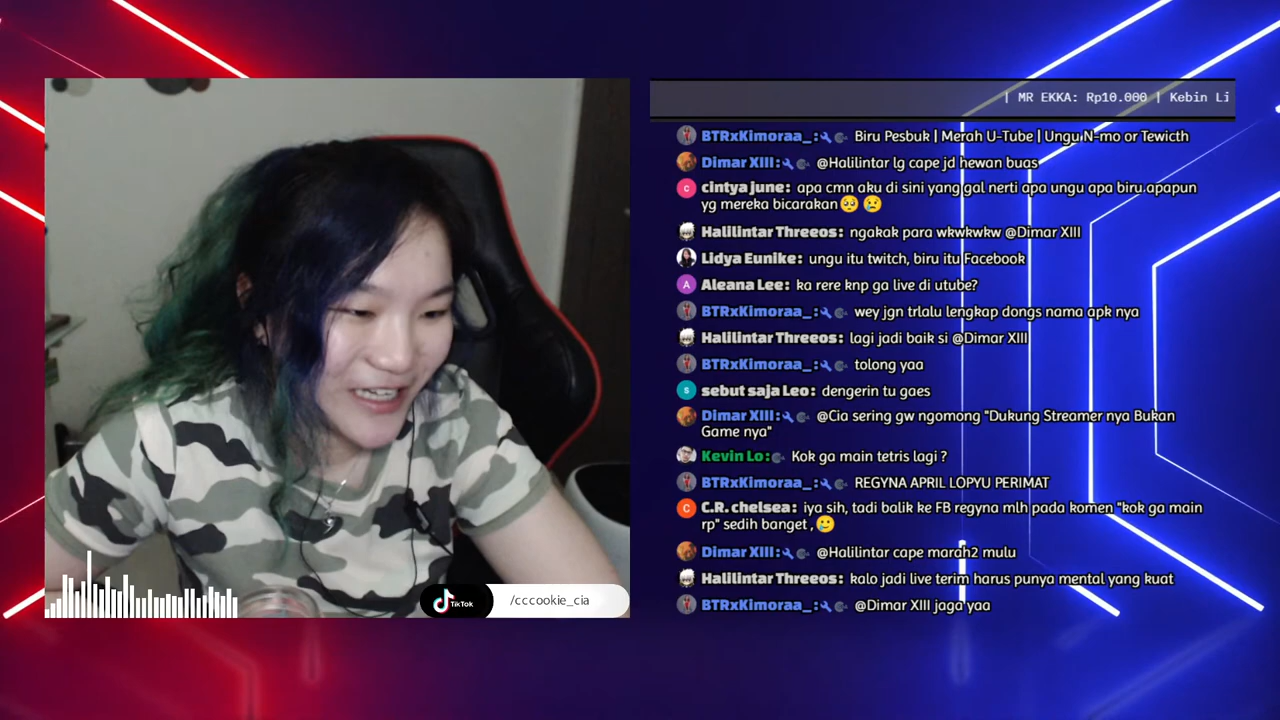 | MR EKKA: Rp10.000 | Kebin Li
BTRxKimoraa_: Biru Pesbuk | Merah U-Tube | Ungu N-mo or Tewicth
Dimar XIII: @Halilintar lg cape jd hewan buas
C cintya june: apa cmn aku di sini yang gal nerti apa ungu apa biru.apapun
yg mereka bicarakan🥺 😢
Halilintar Threeos: ngakak para wkwkwkw @Dimar XIII
Lidya Eunike: ungu itu twitch, biru itu Facebook
A Aleana Lee: ka rere knp ga live di utube?
BTRxKimoraa_: wey jgn trlalu lengkap dongs nama apk nya
Halilintar Threeos: lagi jadi baik si @Dimar XIII
BTRxKimoraa_: tolong yaa
S sebut saja Leo: dengerin tu gaes
Dimar XIII: @Cia sering gw ngomong "Dukung Streamer nya Bukan
Game nya"
Kevin Lo: Kok ga main tetris lagi ?
BTRxKimoraa_: REGYNA APRIL LOPYU PERIMAT
C C.R. chelsea: iya sih, tadi balik ke FB regyna mlh pada komen "kok ga main
rp" sedih banget , 🥲
Dimar XIII: @Halilintar cape marah2 mulu
Halilintar Threeos: kalo jadi live terim harus punya mental yang kuat
BTRxKimoraa_: @Dimar XIII jaga yaa
TikTok /cccookie_cia